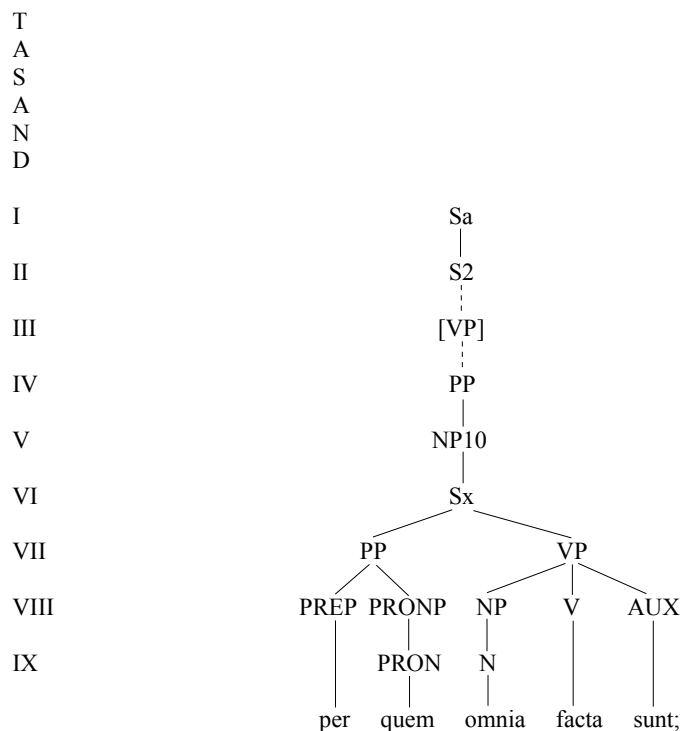 T
A
S
A
N
D
I Sa
II S2
III [VP]
IV PP
V NP10
VI Sx
VII PP VP
VIII PREP PRONP NP V AUX
IX PRON N
per quem omnia facta sunt;